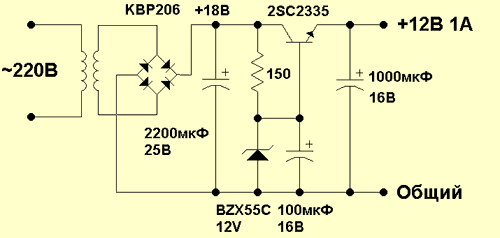 KBP206
+18В
2SC2335
+12В 1А
~220В
150
1000мкФ
16В
2200мкФ
25В
Общий
BZX55C
12V
100мкФ
16В